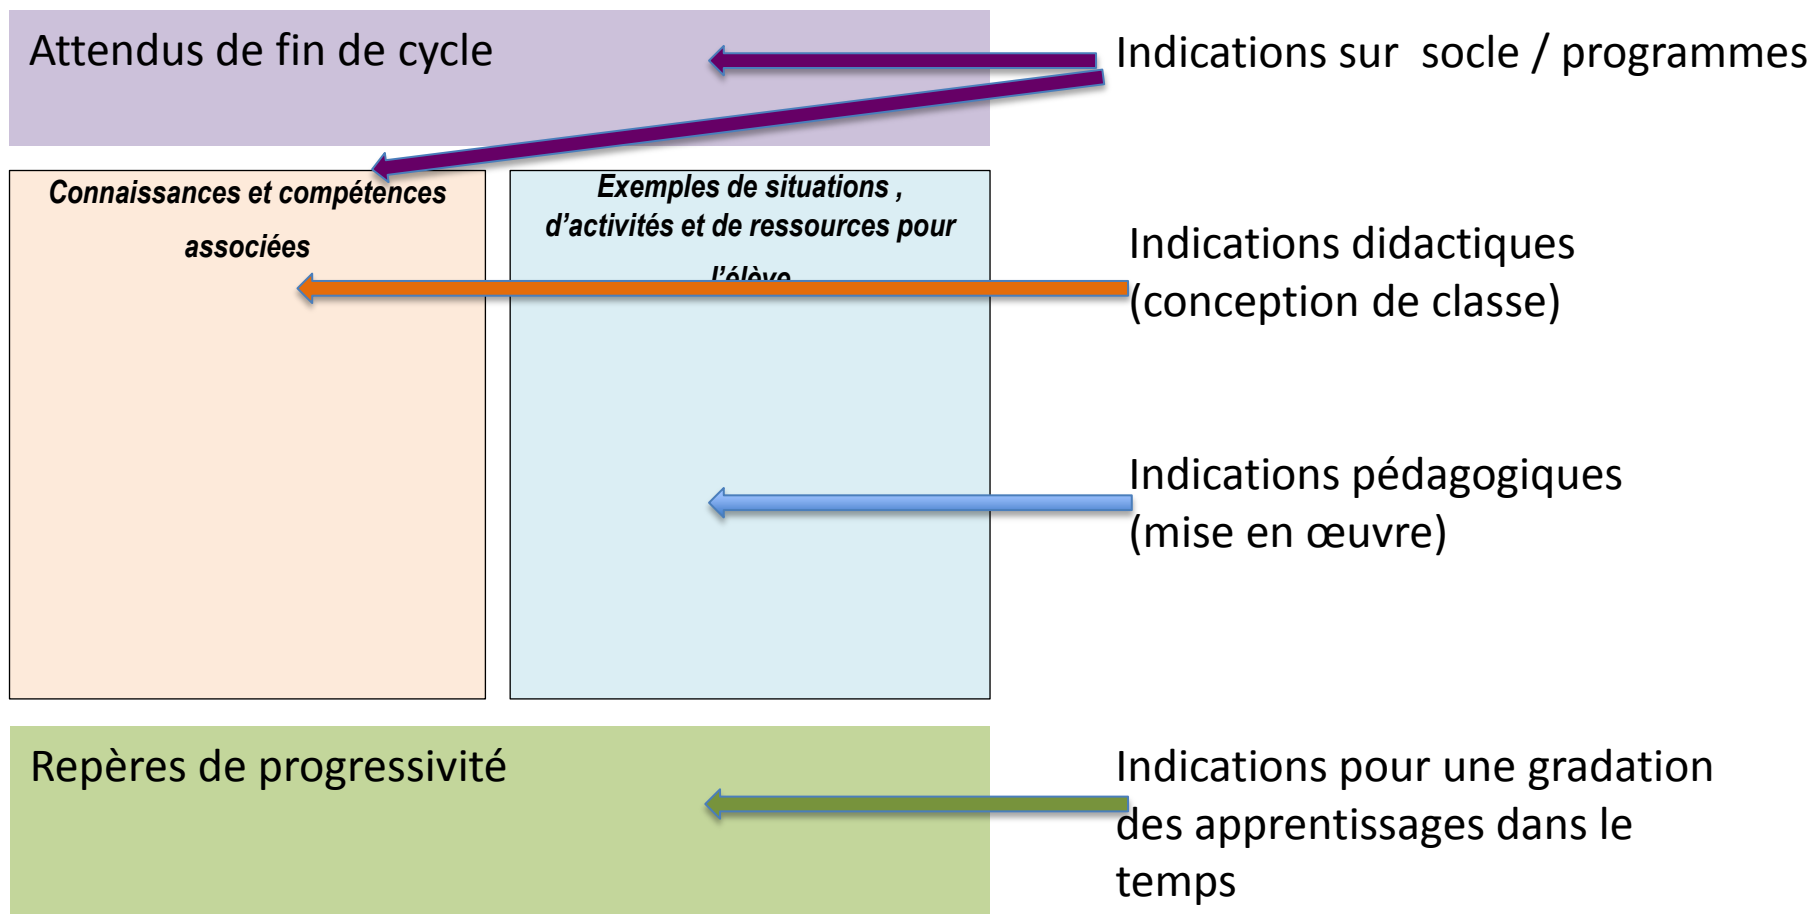 Attendus de fin de cycle
Indications sur socle / programmes
Connaissances et compétences
associées
Exemples de situations ,
d’activités et de ressources pour
l’élève
Indications didactiques
(conception de classe)
Indications pédagogiques
(mise en œuvre)
Repères de progressivité
Indications pour une gradation
des apprentissages dans le
temps